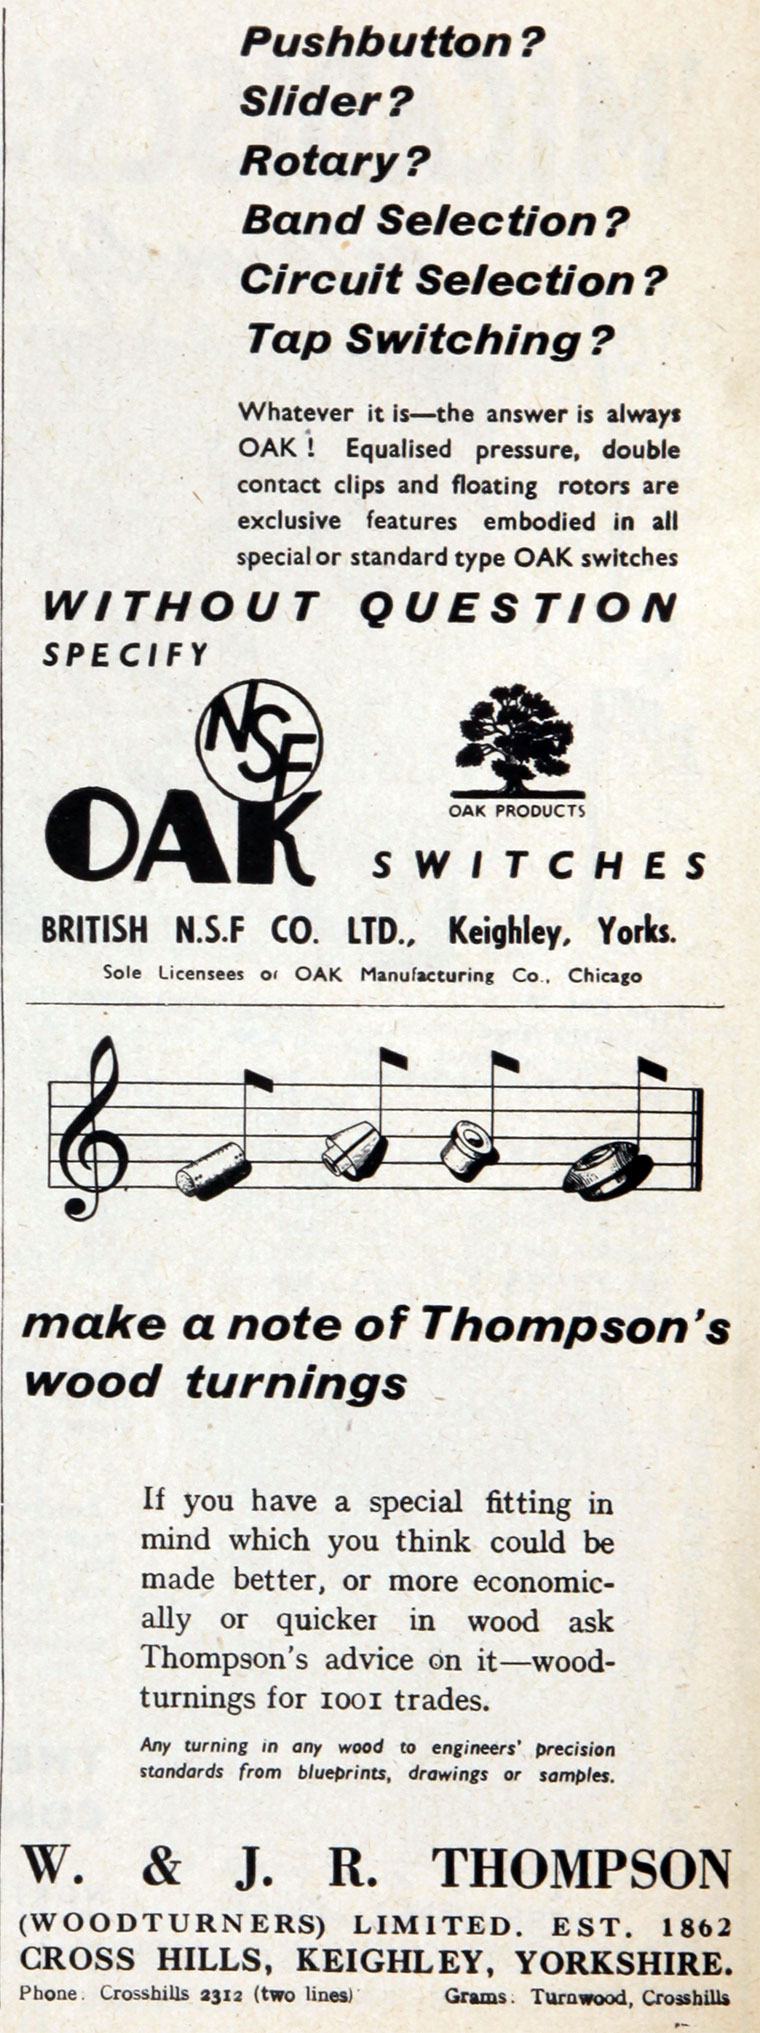 Pushbutton?
Slider?
Rotary?
Band Selection?
Circuit Selection?
Tap Switching?
Whatever it is—the answer is always
OAK! Equalised pressure, double
contact clips and floating rotors are
exclusive features embodied in all
special or standard type OAK switches
WITHOUT QUESTION
SPECIFY
NSF
OAK
OAK PRODUCTS
SWITCHES
BRITISH N.S.F CO. LTD., Keighley, Yorks.
Sole Licensees of OAK Manufacturing Co., Chicago
make a note of Thompson's
wood turnings
If you have a special fitting in
mind which you think could be
made better, or more economic-
ally or quicker in wood ask
Thompson's advice on it—wood-
turnings for 1001 trades.
Any turning in any wood to engineers' precision
standards from blueprints, drawings or samples.
W. & J. R. THOMPSON
(WOODTURNERS) LIMITED. EST. 1862
CROSS HILLS, KEIGHLEY, YORKSHIRE.
Phone: Crosshills 2312 (two lines) Grams: Turnwood, Crosshills